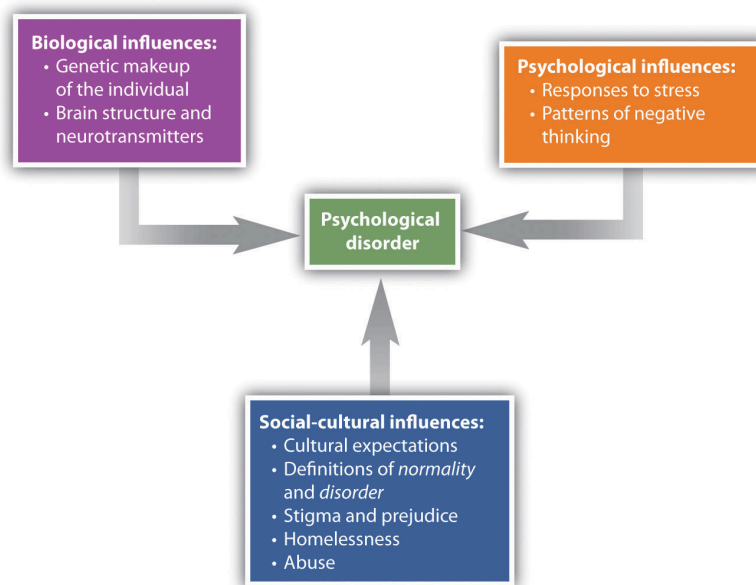 Biological influences:
• Genetic makeup
of the individual
• Brain structure and
neurotransmitters
Psychological influences:
• Responses to stress
• Patterns of negative
thinking
Psychological
disorder
Social-cultural influences:
• Cultural expectations
• Definitions of normality
and disorder
• Stigma and prejudice
• Homelessness
• Abuse